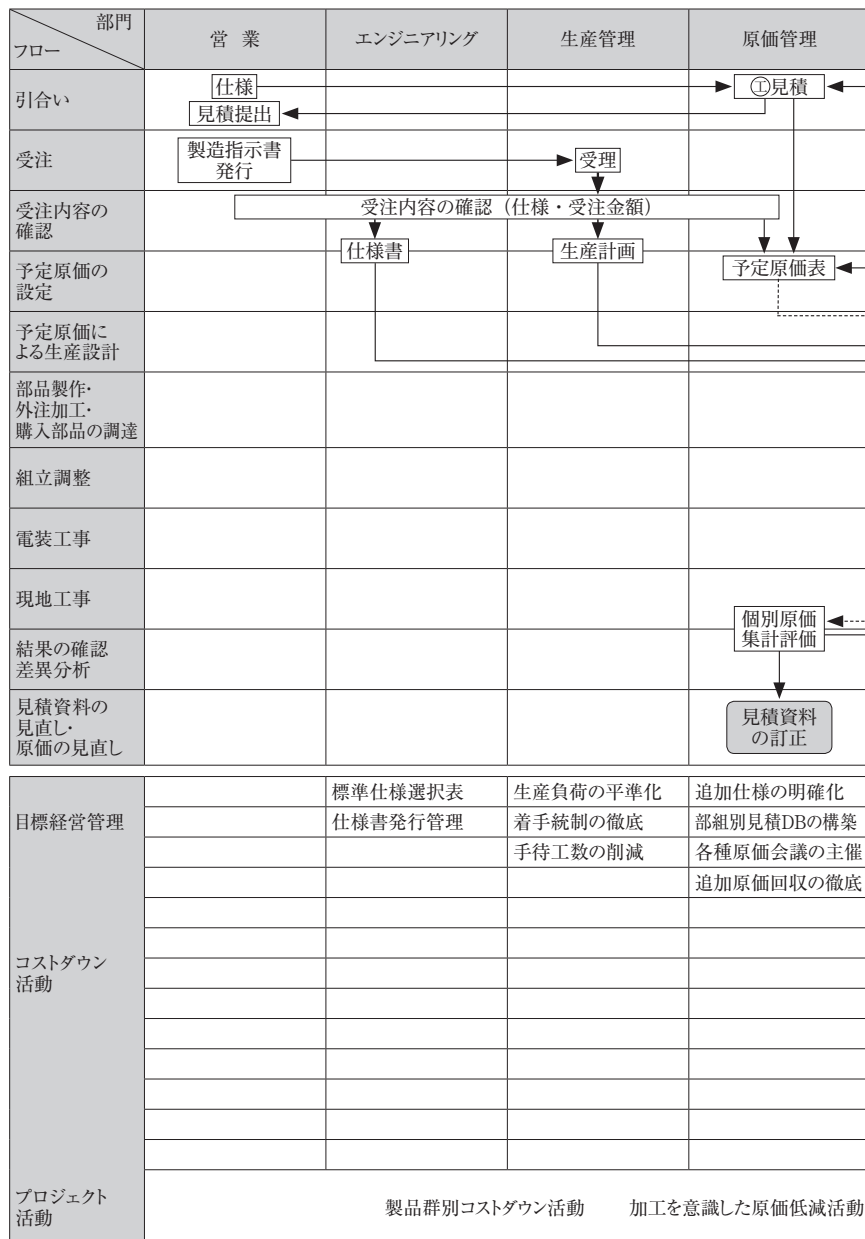 部門
フロー
営 業
エンジニアリング
生産管理
原価管理
引合い
仕様
㊓見積
見積提出
受注
製造指示書
発行
受理
受注内容の
確認
受注内容の確認（仕様・受注金額）
仕様書
生産計画
予定原価の
設定
予定原価表
予定原価に
よる生産設計
部品製作・
外注加工・
購入部品の調達
組立調整
電装工事
現地工事
個別原価
集計評価
結果の確認
差異分析
見積資料の
見直し・
原価の見直し
見積資料
の訂正
目標経営管理
標準仕様選択表
生産負荷の平準化
追加仕様の明確化
仕様書発行管理
着手統制の徹底
部組別見積DBの構築
手待工数の削減
各種原価会議の主催
追加原価回収の徹底
コストダウン
活動
プロジェクト
活動
製品群別コストダウン活動 加工を意識した原価低減活動